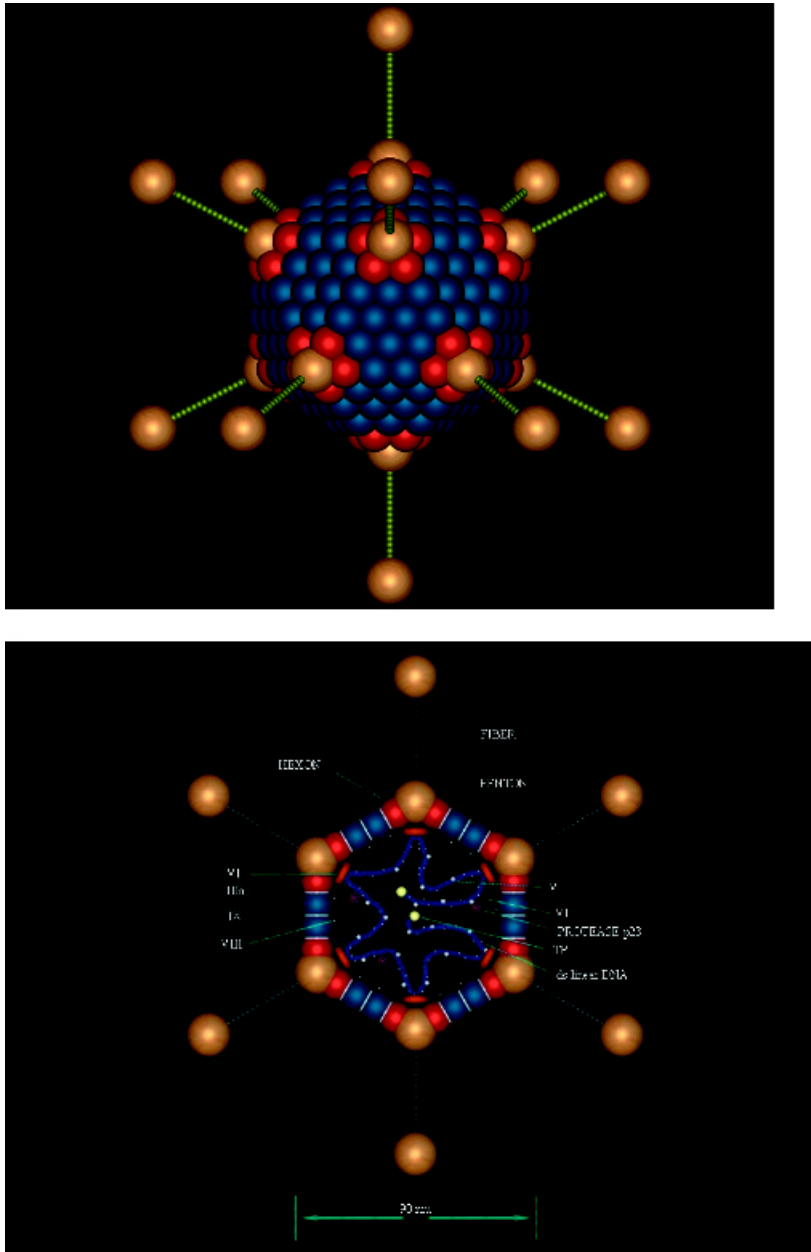 FIBER
HEXON
PENTON
VI
IIIa
V
IX
VI
PROTEASE p23
VIII
TP
ds linear DNA
90 nm